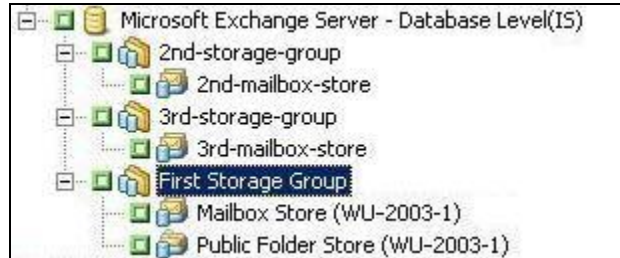 Microsoft Exchange Server - Database Level(IS)
2nd-storage-group
2nd-mailbox-store
3rd-storage-group
3rd-mailbox-store
First Storage Group
Mailbox Store (WU-2003-1)
Public Folder Store (WU-2003-1)